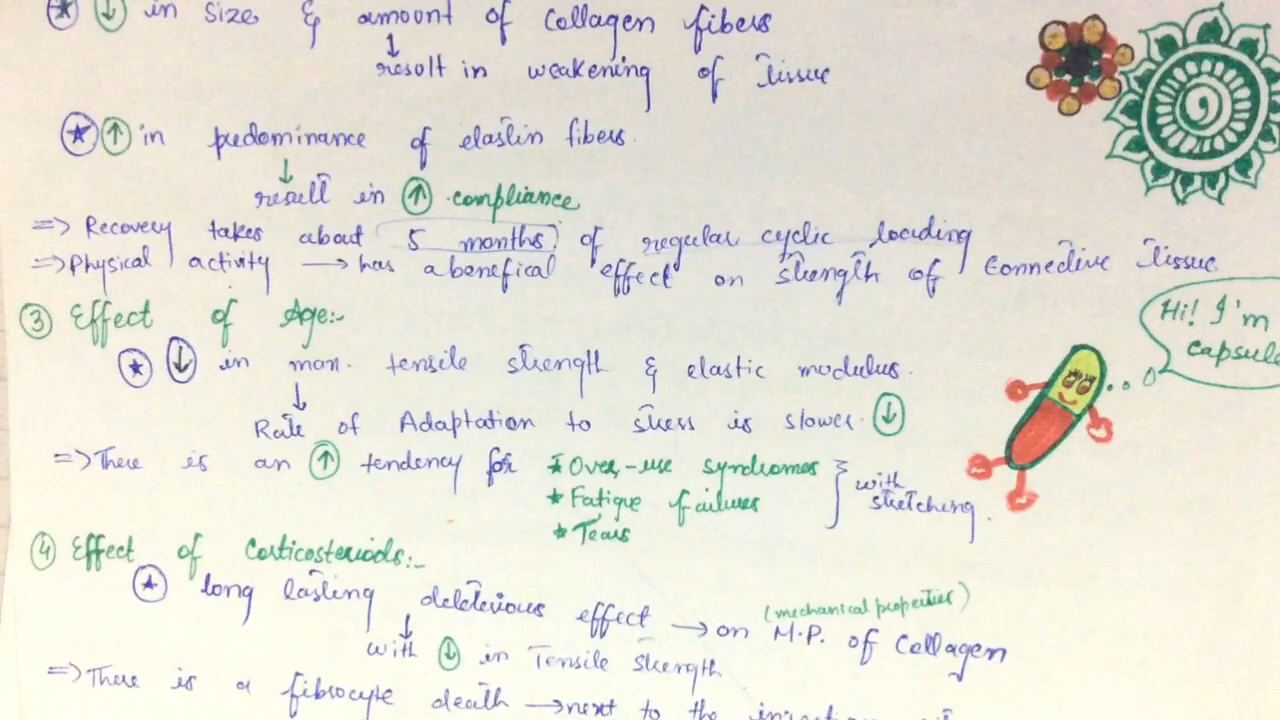 ↓ in size & amount of collagen fibers
↓
result in weakening of tissue
↑ in predominance of elastin fibers.
↓
result in ↑ compliance
=> Recovery takes about 5 months of regular cyclic loading
=> Physical activity → has a benefical effect on strength of connective tissue
③ Effect of Age:-
↓ in max. tensile strength & elastic modulus.
↓
Rate of Adaptation to stress is slower. ↓
=> There is an ↑ tendency for ★ Over-use syndromes
★ Fatigue failures
★ Tears
} with stretching.
Hi! I'm
capsul
④ Effect of Corticosteriods:-
long lasting deleterious effect → on M.P. of collagen
(mechanical properties)
↓
with ↓ in Tensile strength
=> There is a fibrocyte death → next to the